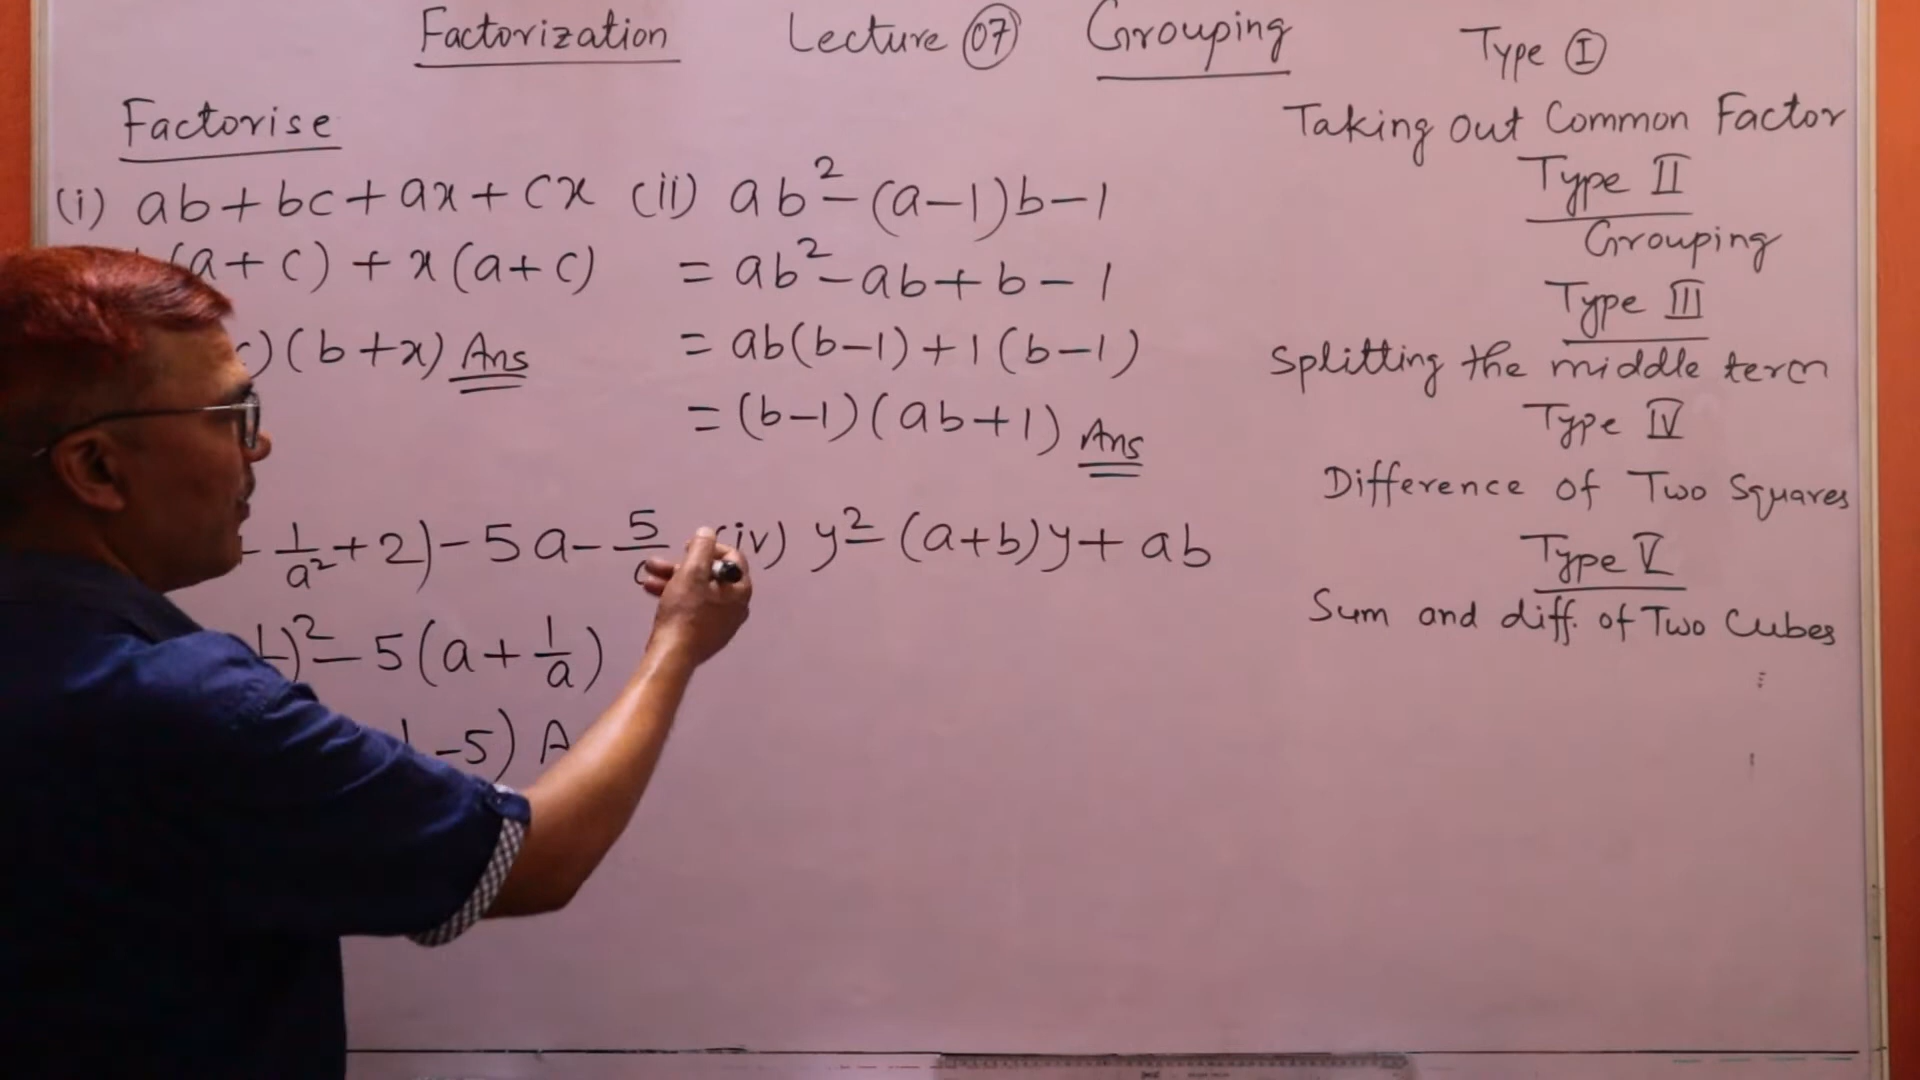 Factorization Lecture 07 Grouping
Factorise
(i) ab + bc + ax + cx
(a + c) + x (a + c)
) (b + x) Ans
(ii) ab² - (a-1)b - 1
= ab² - ab + b - 1
= ab(b-1) + 1(b-1)
= (b-1)(ab+1) Ans
1/a² + 2) - 5a - 5/
)² - 5(a + 1/a)
-5)
(iv) y² - (a+b)y + ab
Type I
Taking out Common Factor
Type II
Grouping
Type III
Splitting the middle term
Type IV
Difference of Two Squares
Type V
Sum and diff. of Two Cubes